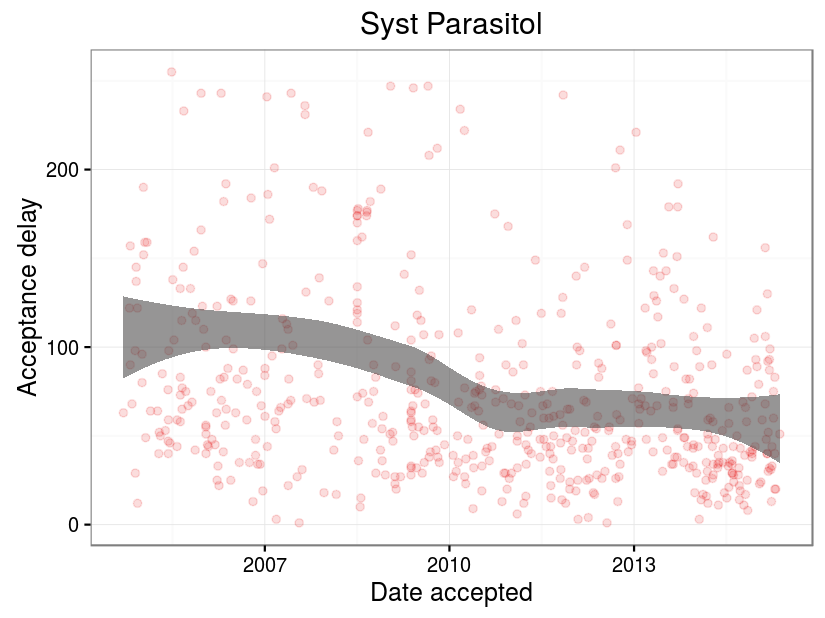 Syst Parasitol
Acceptance delay
200
100
0
2007 2010 2013
Date accepted